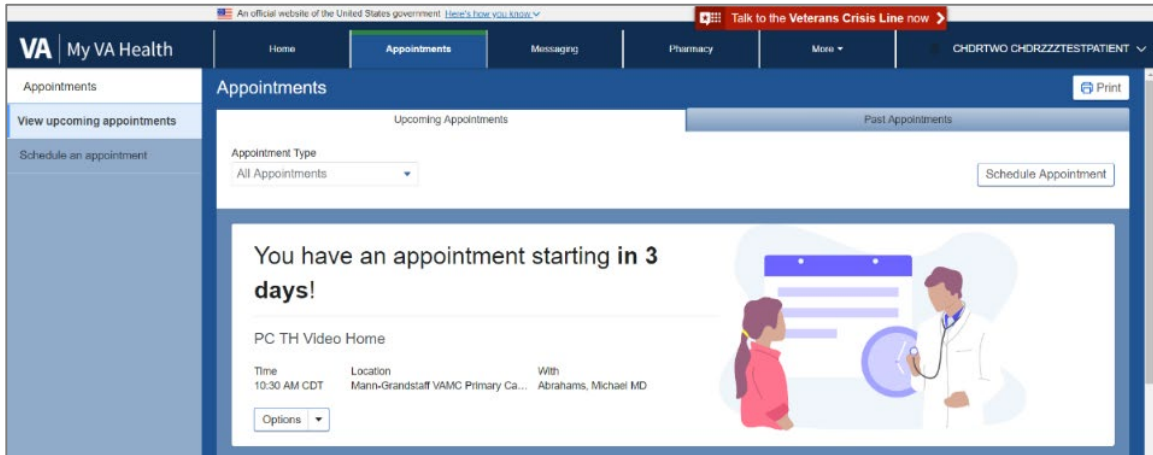 An official website of the United States government Here's how you know
Talk to the Veterans Crisis Line now
VA My VA Health
Home
Appointments
Messaging
Pharmacy
More
CHDRTWO CHDRZZZTESTPATIENT
Appointments
View upcoming appointments
Schedule an appointment
Appointments
Print
Upcoming Appointments
Past Appointments
Appointment Type
All Appointments
Schedule Appointment
You have an appointment starting in 3
days!
PC TH Video Home
Time
Location
With
10:30 AM CDT
Mann-Grandstaff VAMC Primary Ca...
Abrahams, Michael MD
Options